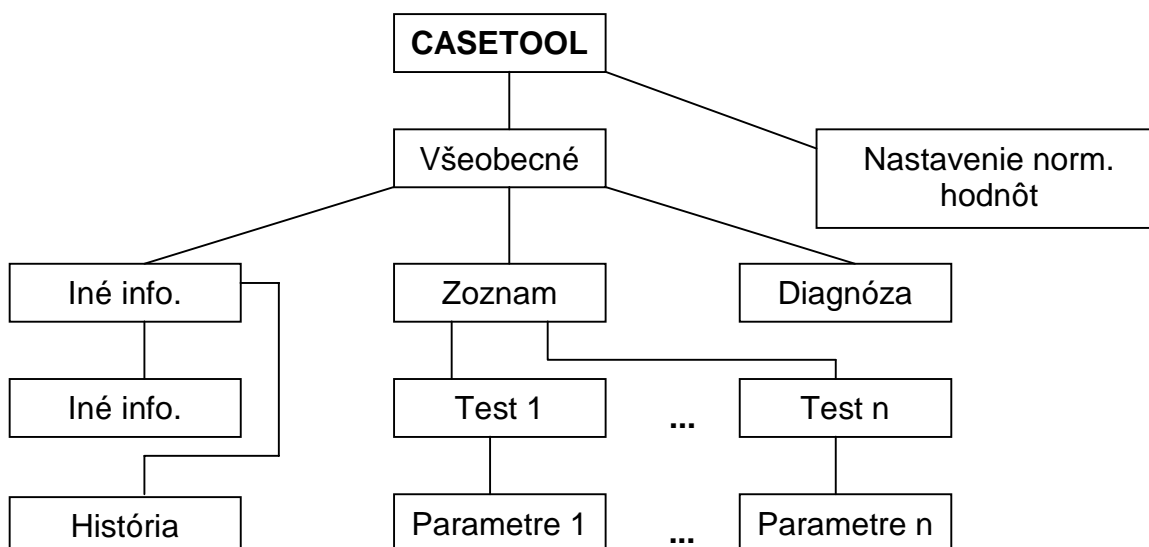 CASETOOL
Všeobecné
Nastavenie norm.
hodnôt
Iné info.
Zoznam
Diagnóza
Iné info.
Test 1
...
Test n
História
Parametre 1
...
Parametre n